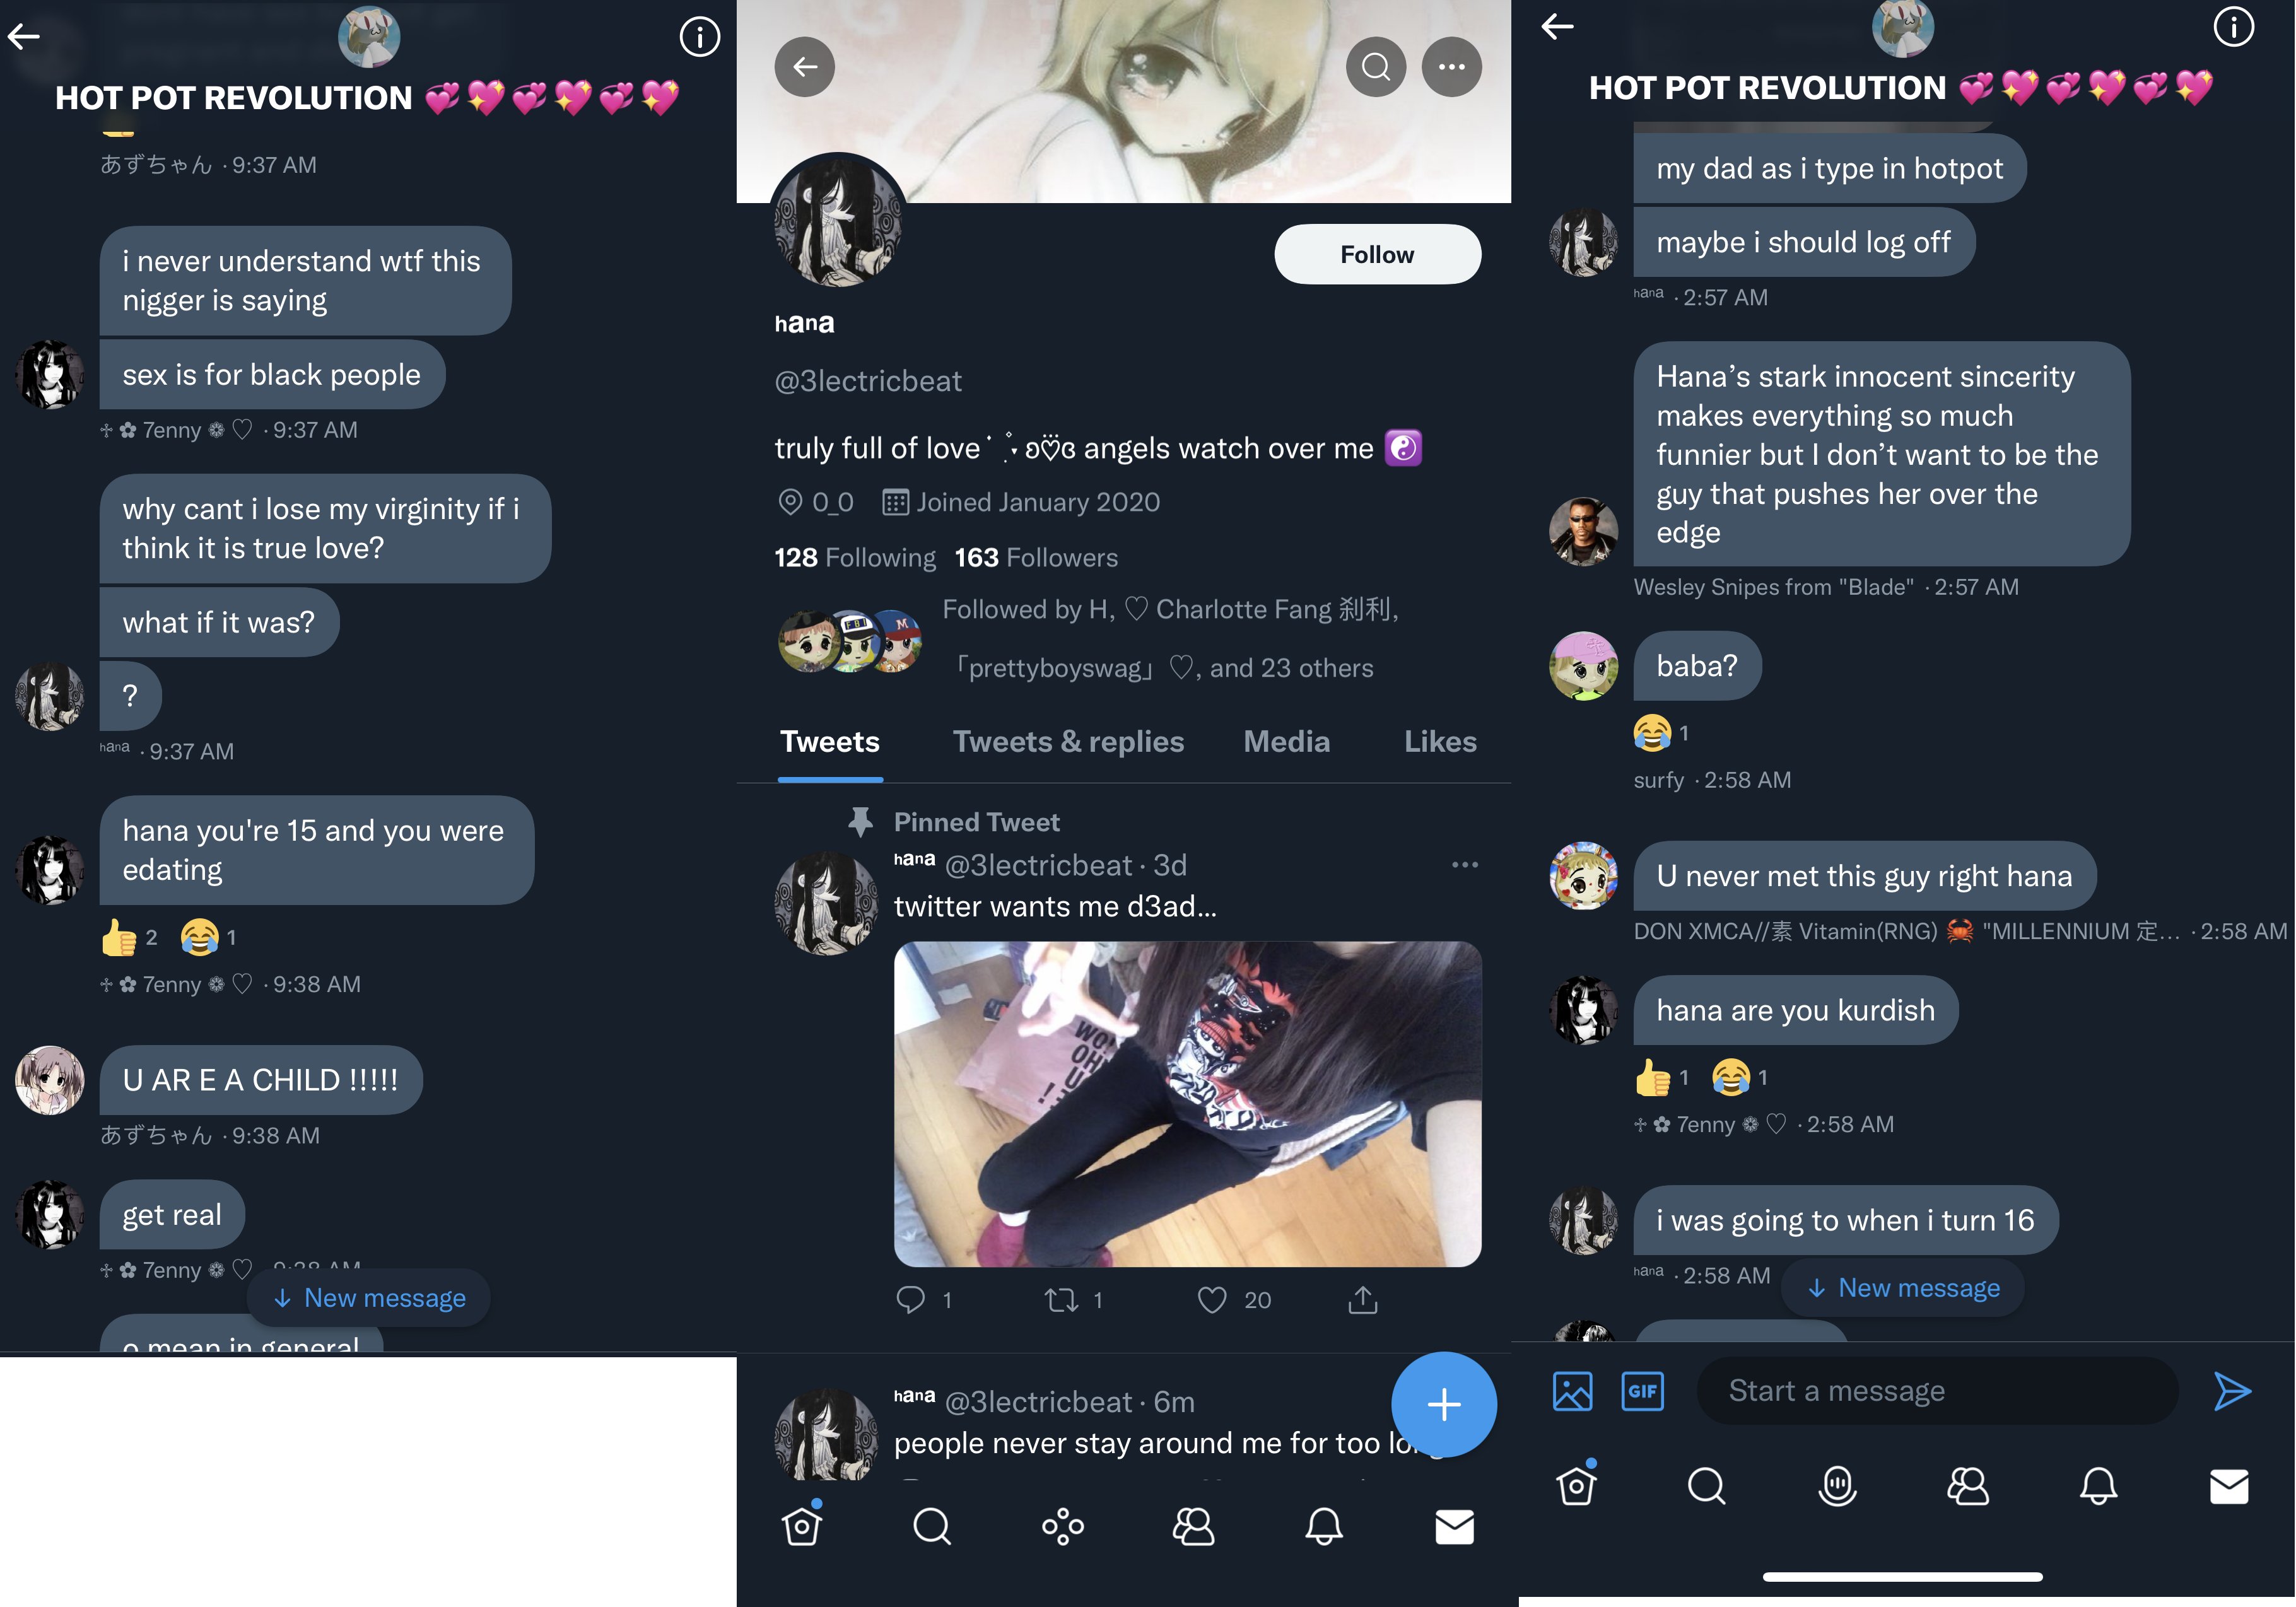 HOT POT REVOLUTION 💞💖💞💖💞💖
あずちゃん · 9:37 AM
i never understand wtf this
nigger is saying
sex is for black people
♱ ✿ 7enny ❁ ♡ · 9:37 AM
why cant i lose my virginity if i
think it is true love?
what if it was?
?
ʰᵃⁿᵃ · 9:37 AM
hana you're 15 and you were
edating
👍 2 😂 1
♱ ✿ 7enny ❁ ♡ · 9:38 AM
U AR E A CHILD !!!!!
あずちゃん · 9:38 AM
get real
♱ ✿ 7enny ❁ ♡ · 9:38 AM
↓ New message
o mean in general
Follow
ʰᵃⁿᵃ
@3lectricbeat
truly full of love ʚ♡ɞ angels watch over me ☯️
0_0 Joined January 2020
128 Following 163 Followers
Followed by H, ♡ Charlotte Fang 刹利,
「prettyboyswag」 ♡, and 23 others
Tweets Tweets & replies Media Likes
Pinned Tweet
ʰᵃⁿᵃ @3lectricbeat · 3d
twitter wants me d3ad...
1 1 20
ʰᵃⁿᵃ @3lectricbeat · 6m
people never stay around me for too
HOT POT REVOLUTION 💞💖💞💖💞💖
my dad as i type in hotpot
maybe i should log off
ʰᵃⁿᵃ · 2:57 AM
Hana’s stark innocent sincerity
makes everything so much
funnier but I don’t want to be the
guy that pushes her over the
edge
Wesley Snipes from "Blade" · 2:57 AM
baba?
😂 1
surfy · 2:58 AM
U never met this guy right hana
DON XMCA//素 Vitamin(RNG) 🦀 "MILLENNIUM 定... · 2:58 AM
hana are you kurdish
👍 1 😂 1
♱ ✿ 7enny ❁ ♡ · 2:58 AM
i was going to when i turn 16
ʰᵃⁿᵃ · 2:58 AM
↓ New message
GIF
Start a message